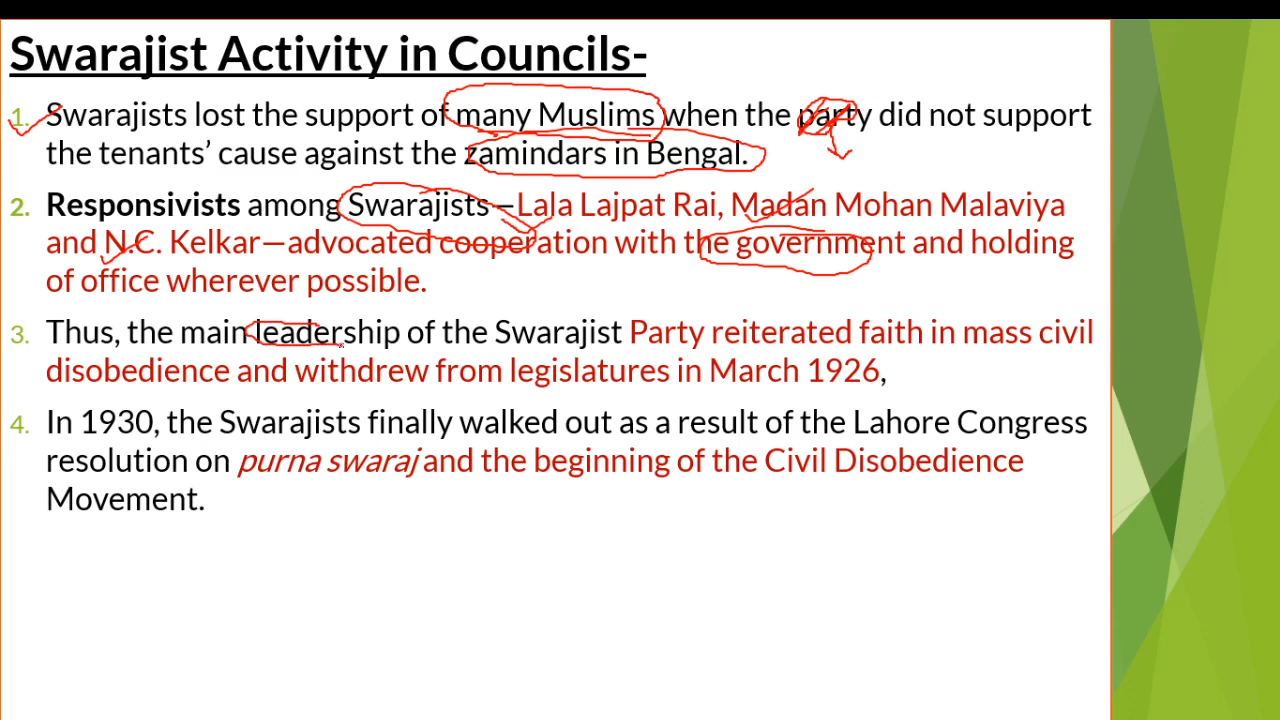 Swarajist Activity in Councils-
1. Swarajists lost the support of many Muslims when the party did not support
the tenants’ cause against the zamindars in Bengal.
2. Responsivists among Swarajists—Lala Lajpat Rai, Madan Mohan Malaviya
and N.C. Kelkar—advocated cooperation with the government and holding
of office wherever possible.
3. Thus, the main leadership of the Swarajist Party reiterated faith in mass civil
disobedience and withdrew from legislatures in March 1926,
4. In 1930, the Swarajists finally walked out as a result of the Lahore Congress
resolution on purna swaraj and the beginning of the Civil Disobedience
Movement.